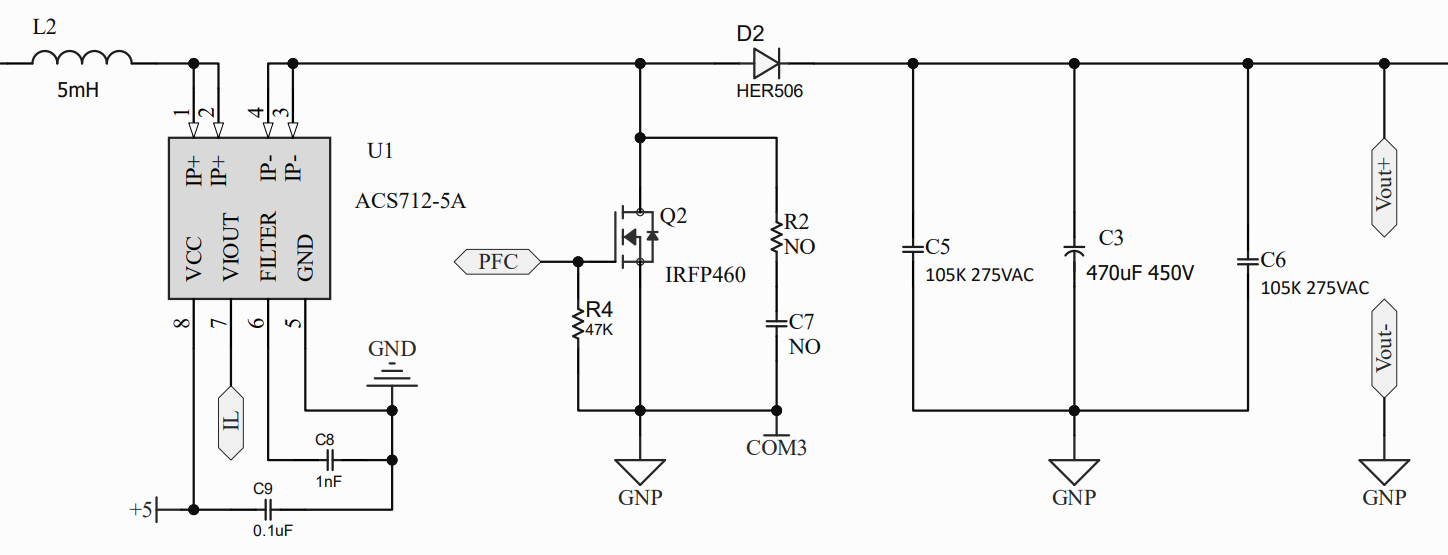 L2
5mH
D2
HER506
1
2
4
3
IP+
IP+
IP-
IP-
U1
ACS712-5A
VCC
VIOUT
FILTER
GND
8
7
6
5
IL
GND
C8
1nF
+5
C9
0.1uF
PFC
Q2
IRFP460
R4
47K
R2
NO
C7
NO
COM3
GNP
C5
105K 275VAC
C3
470uF 450V
C6
105K 275VAC
GNP
Vout+
Vout-
GNP